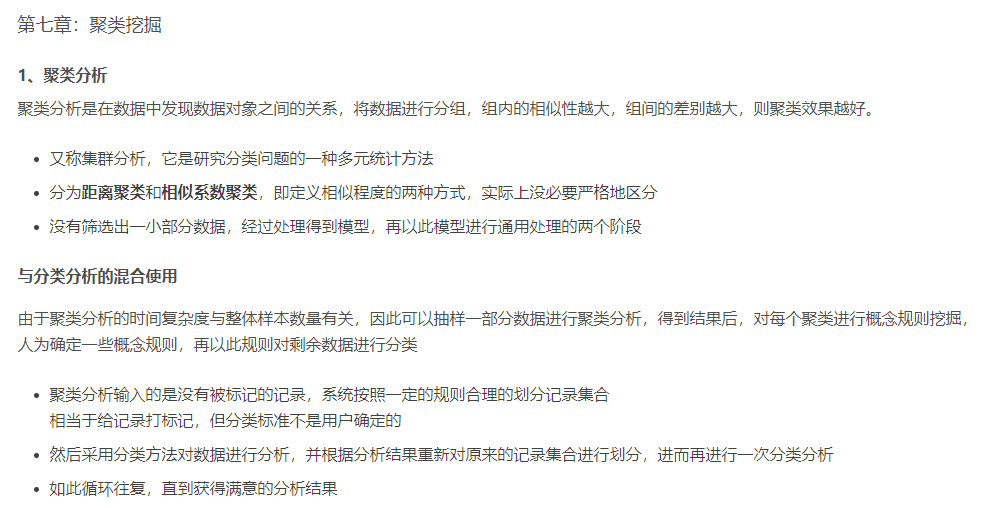 第七章：聚类挖掘
1、聚类分析
聚类分析是在数据中发现数据对象之间的关系，将数据进行分组，组内的相似性越大，组间的差别越大，则聚类效果越好。
又称集群分析，它是研究分类问题的一种多元统计方法
分为距离聚类和相似系数聚类，即定义相似程度的两种方式，实际上没必要严格地区分
没有筛选出一小部分数据，经过处理得到模型，再以此模型进行通用处理的两个阶段
与分类分析的混合使用
由于聚类分析的时间复杂度与整体样本数量有关，因此可以抽样一部分数据进行聚类分析，得到结果后，对每个聚类进行概念规则挖掘，
人为确定一些概念规则，再以此规则对剩余数据进行分类
聚类分析输入的是没有被标记的记录，系统按照一定的规则合理的划分记录集合
相当于给记录打标记，但分类标准不是用户确定的
然后采用分类方法对数据进行分析，并根据分析结果重新对原来的记录集合进行划分，进而再进行一次分类分析
如此循环往复，直到获得满意的分析结果